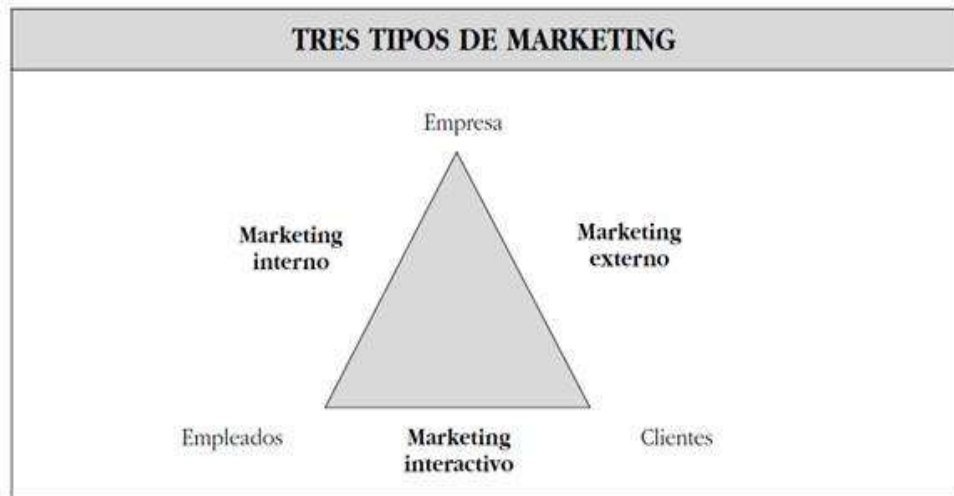 TRES TIPOS DE MARKETING
Empresa
Marketing
interno
Marketing
externo
Empleados
Marketing
interactivo
Clientes